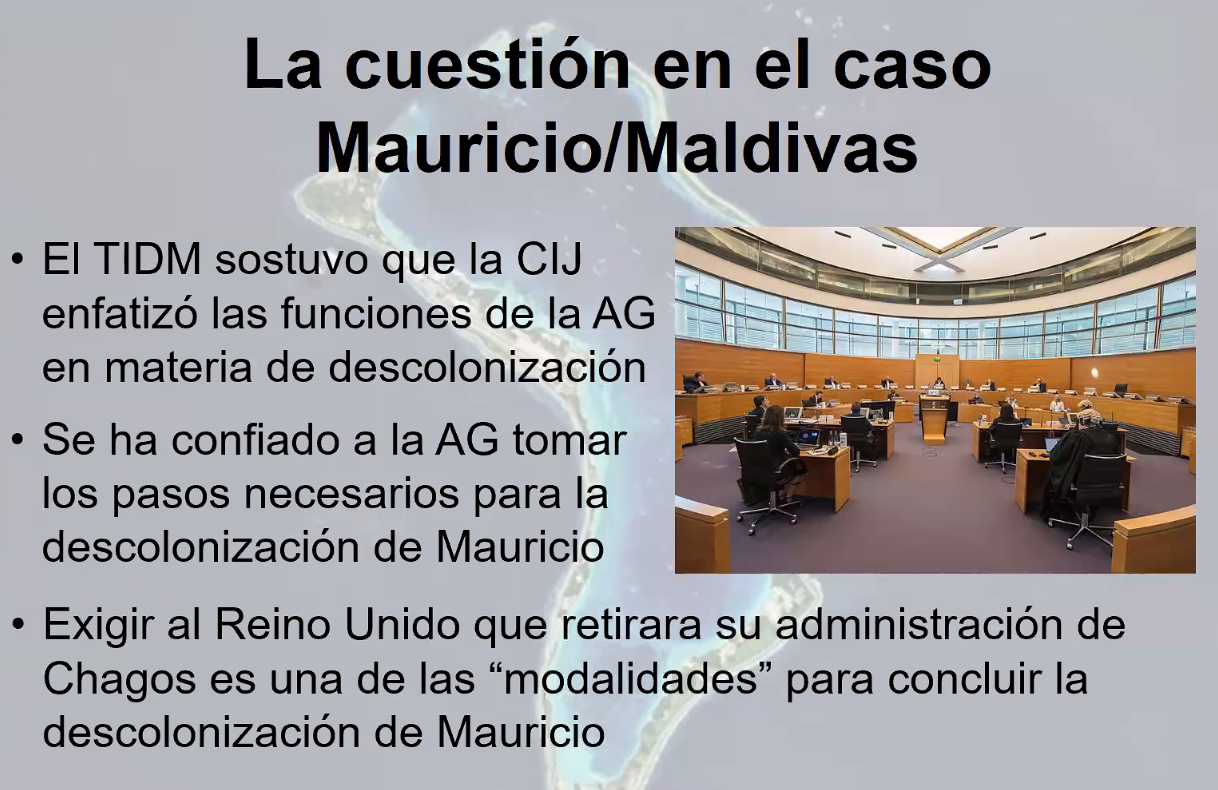 La cuestión en el caso
Mauricio/Maldivas
• El TIDM sostuvo que la CIJ
enfatizó las funciones de la AG
en materia de descolonización
• Se ha confiado a la AG tomar
los pasos necesarios para la
descolonización de Mauricio
• Exigir al Reino Unido que retirara su administración de
Chagos es una de las “modalidades” para concluir la
descolonización de Mauricio